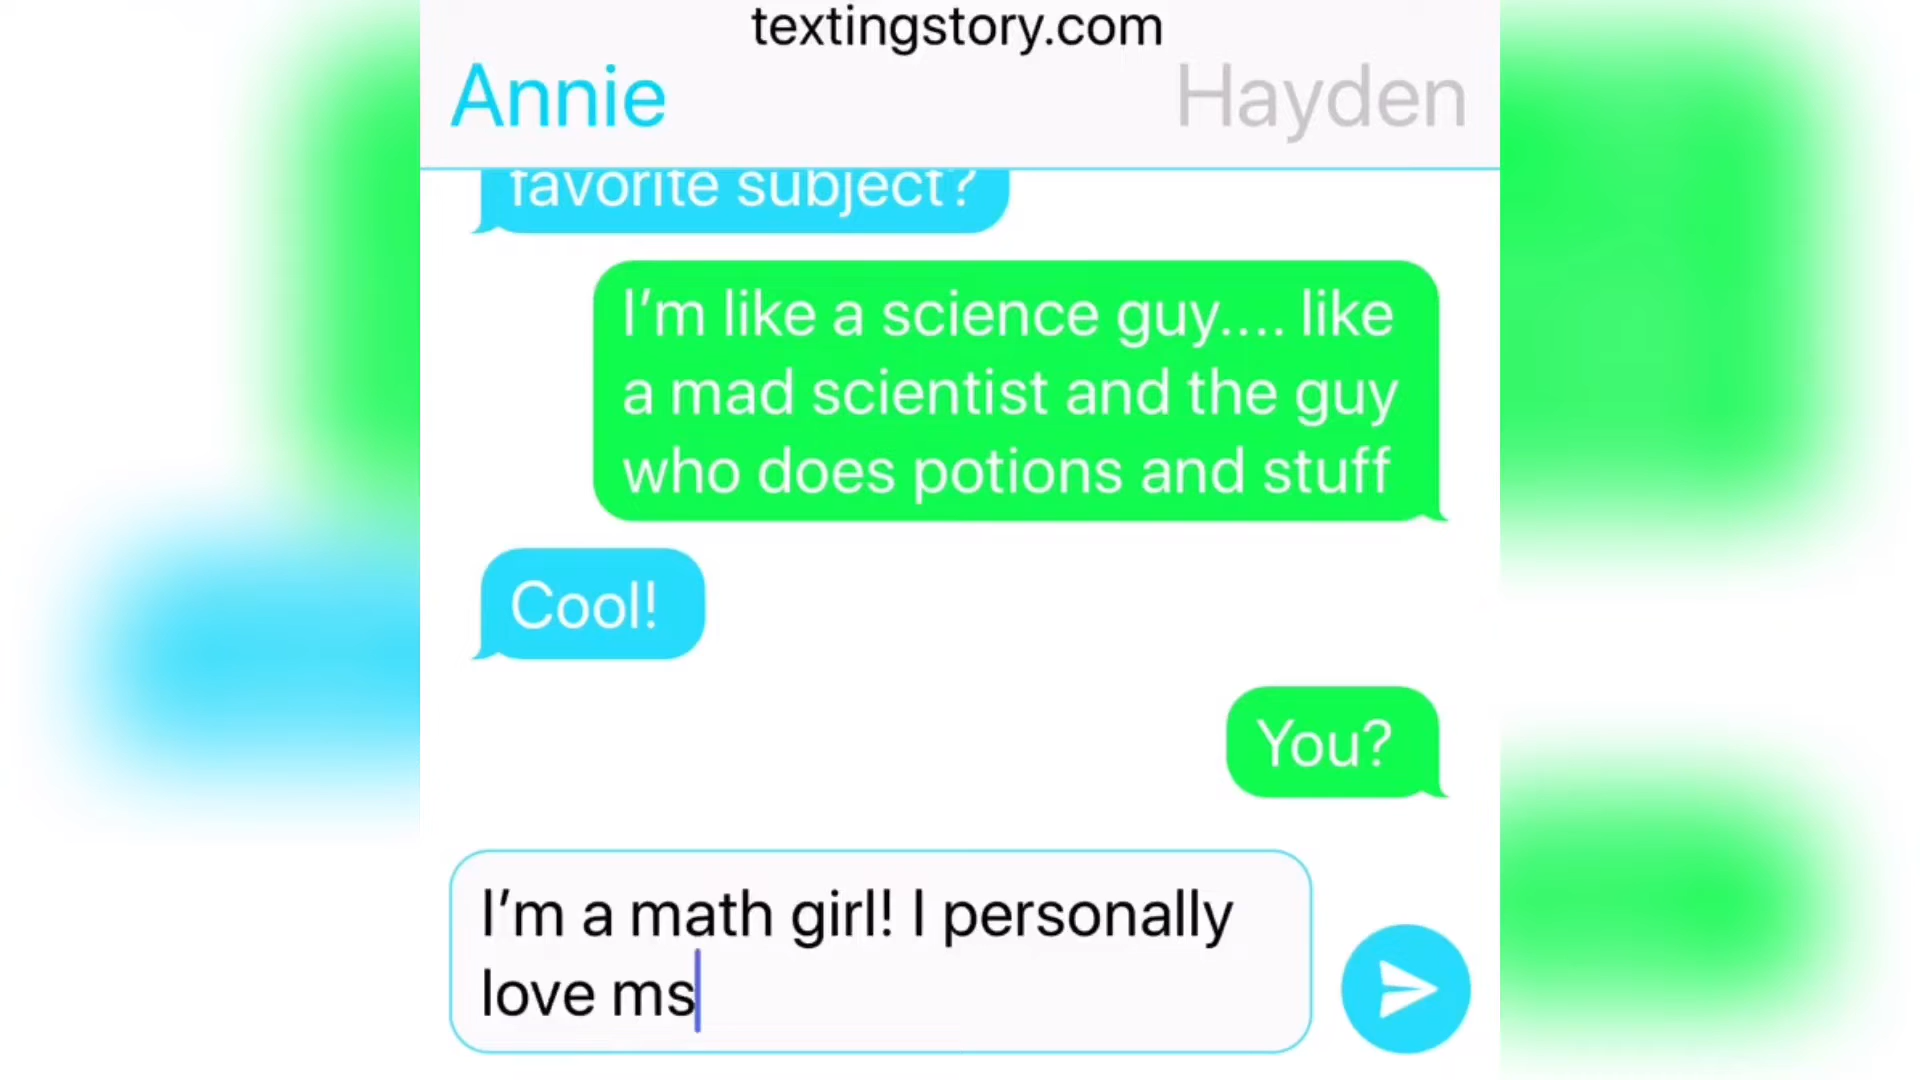 textingstory.com
Annie
Hayden
favorite subject?
I’m like a science guy.... like
a mad scientist and the guy
who does potions and stuff
Cool!
You?
I’m a math girl! I personally
love ms